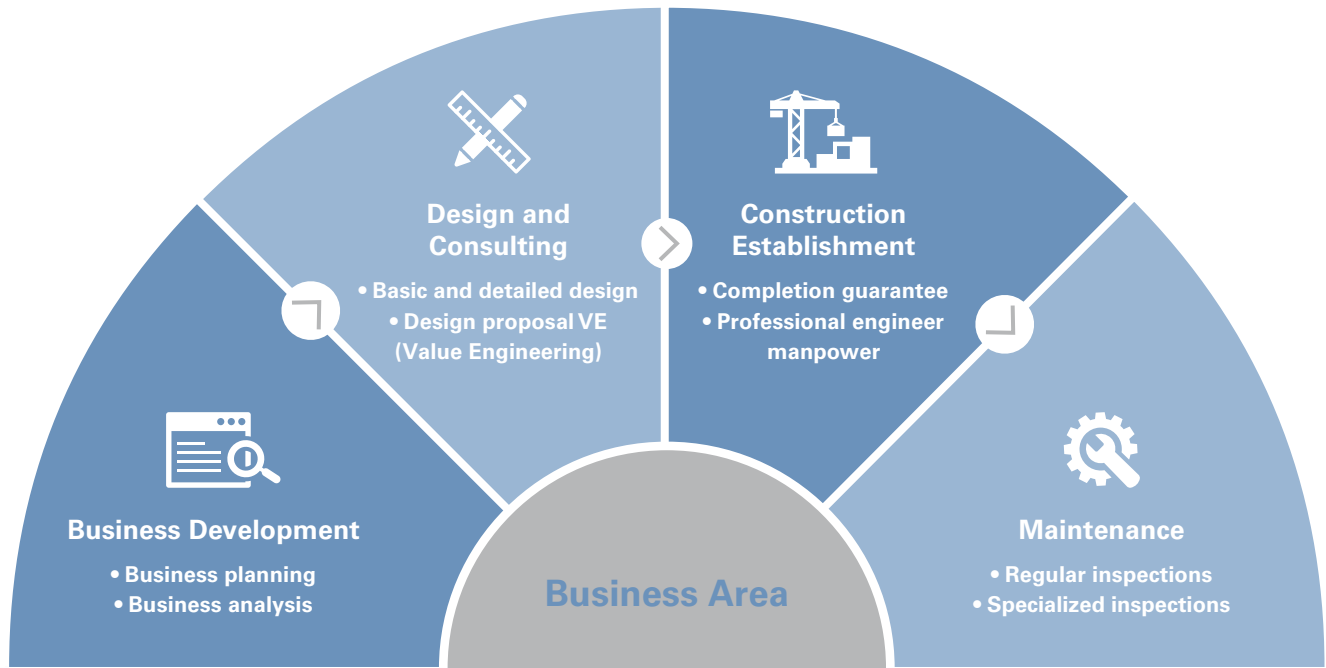 Business Development
• Business planning
• Business analysis
Design and
Consulting
• Basic and detailed design
• Design proposal VE
(Value Engineering)
Construction
Establishment
• Completion guarantee
• Professional engineer
manpower
Maintenance
• Regular inspections
• Specialized inspections
Business Area